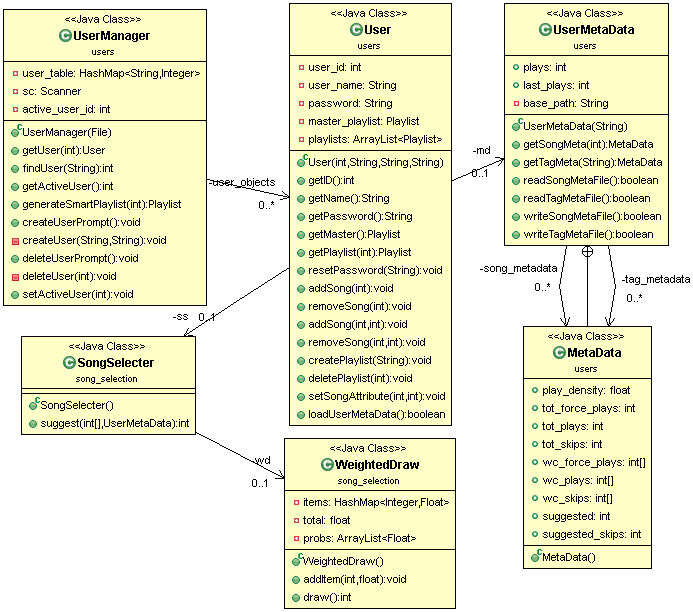 <<Java Class>>
UserManager
users
user_table: HashMap<String,Integer>
sc: Scanner
active_user_id: int
UserManager(File)
getUser(int):User
findUser(String):int
getActiveUser():int
generateSmartPlaylist(int):Playlist
createUserPrompt():void
createUser(String,String):void
deleteUserPrompt():void
deleteUser(int):void
setActiveUser(int):void
-user_objects
0..*
<<Java Class>>
User
users
user_id: int
user_name: String
password: String
master_playlist: Playlist
playlists: ArrayList<Playlist>
User(int,String,String,String)
getID():int
getName():String
getPassword():String
getMaster():Playlist
getPlaylist(int):Playlist
resetPassword(String):void
addSong(int):void
removeSong(int):void
addSong(int,int):void
removeSong(int,int):void
createPlaylist(String):void
deletePlaylist(int):void
setSongAttribute(int,int):void
loadUserMetaData():boolean
-md
0..1
<<Java Class>>
UserMetaData
users
plays: int
last_plays: int
base_path: String
UserMetaData(String)
getSongMeta(int):MetaData
getTagMeta(String):MetaData
readSongMetaFile():boolean
readTagMetaFile():boolean
writeSongMetaFile():boolean
writeTagMetaFile():boolean
-song_metadata
0..*
-tag_metadata
0..*
-ss
0..1
<<Java Class>>
SongSelecter
song_selection
SongSelecter()
suggest(int[],UserMetaData):int
-wd
0..1
<<Java Class>>
WeightedDraw
song_selection
items: HashMap<Integer,Float>
total: float
probs: ArrayList<Float>
WeightedDraw()
addItem(int,float):void
draw():int
<<Java Class>>
MetaData
users
play_density: float
tot_force_plays: int
tot_plays: int
tot_skips: int
wc_force_plays: int[]
wc_plays: int[]
wc_skips: int[]
suggested: int
suggested_skips: int
MetaData()